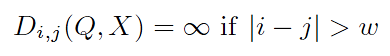 D_{i,j}(Q, X) = ∞ if |i − j| > w